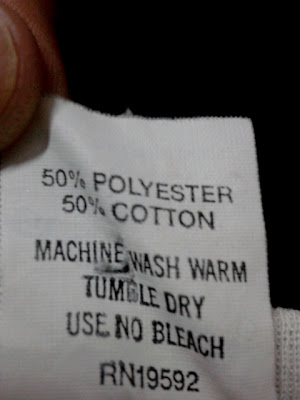 50% POLYESTER
50% COTTON
MACHINE WASH WARM
TUMBLE DRY
USE NO BLEACH
RN19592